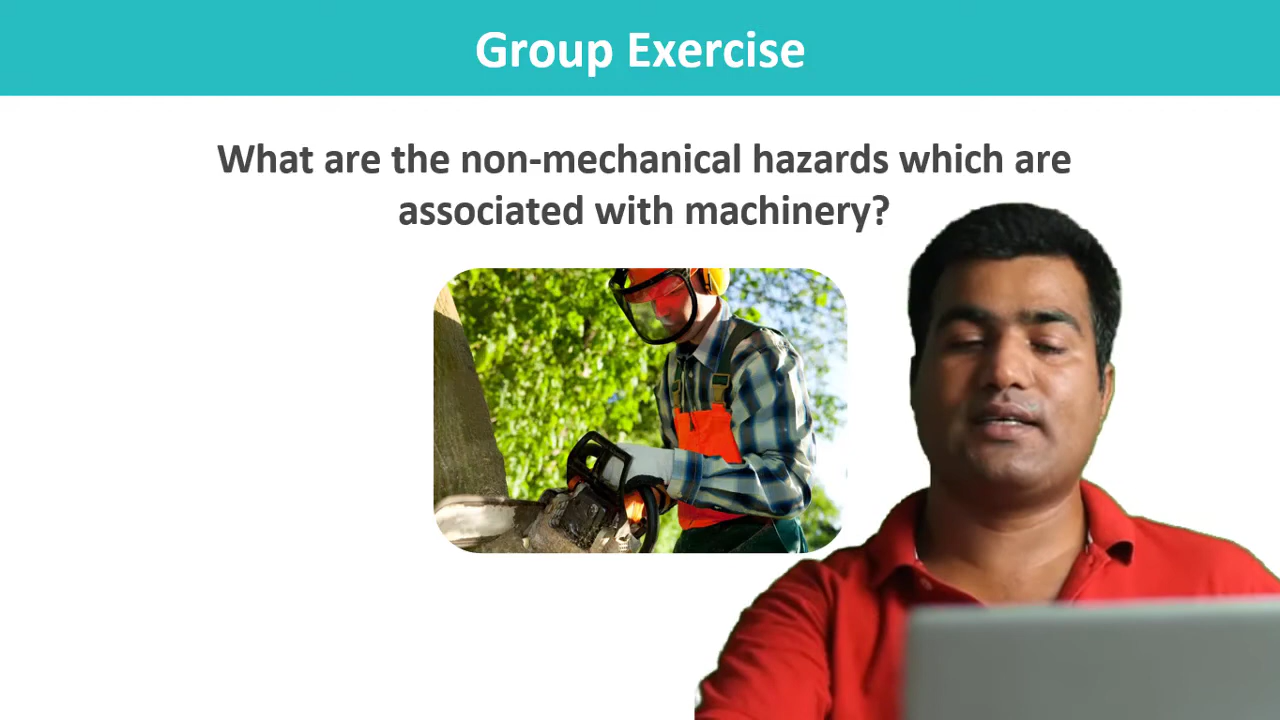 Group Exercise
What are the non-mechanical hazards which are
associated with machinery?